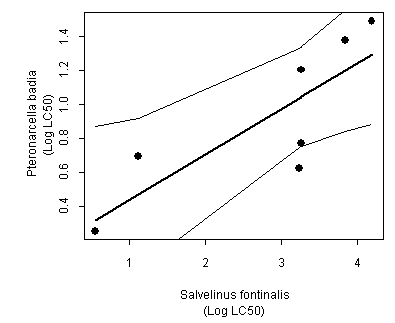 Pteronarcella badia
(Log LC50)
1.4
1.2
1.0
0.8
0.6
0.4
1 2 3 4
Salvelinus fontinalis
(Log LC50)